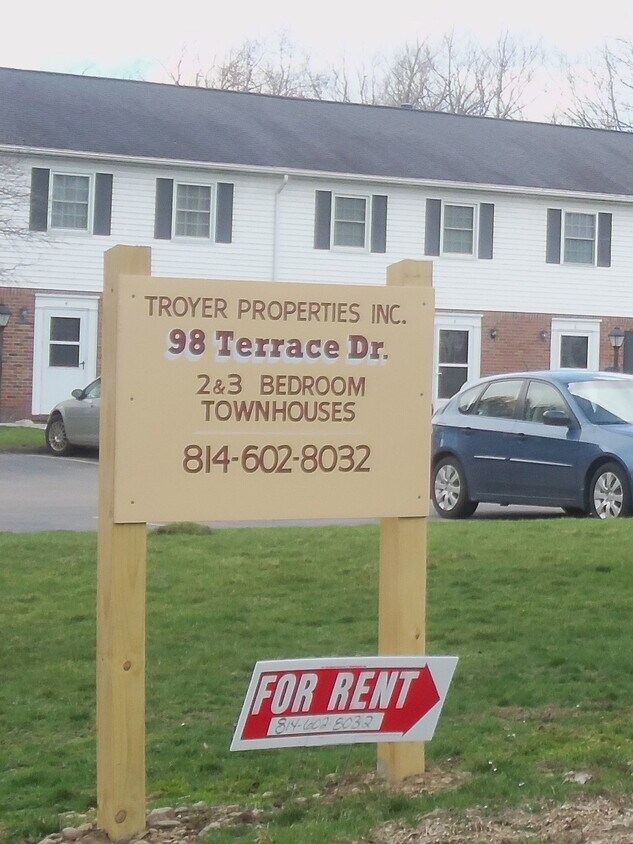 TROYER PROPERTIES INC.
98 Terrace Dr.
2&3 BEDROOM
TOWNHOUSES
814-602-8032
FOR RENT
814-602 8032